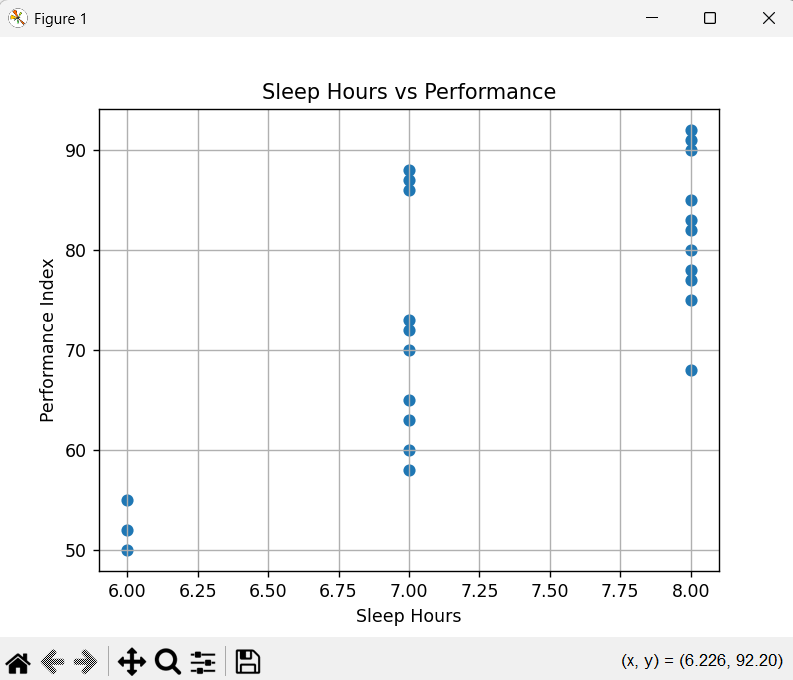 Figure 1
Sleep Hours vs Performance
90
80
70
60
50
Performance Index
6.00 6.25 6.50 6.75 7.00 7.25 7.50 7.75 8.00
Sleep Hours
(x, y) = (6.226, 92.20)